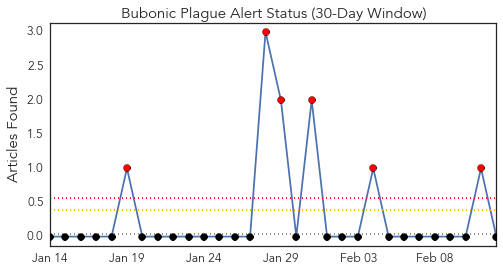 Bubonic Plague Alert Status (30-Day Window)
Articles Found
3.0
2.5
2.0
1.5
1.0
0.5
0.0
Jan 14 Jan 19 Jan 24 Jan 29 Feb 03 Feb 08